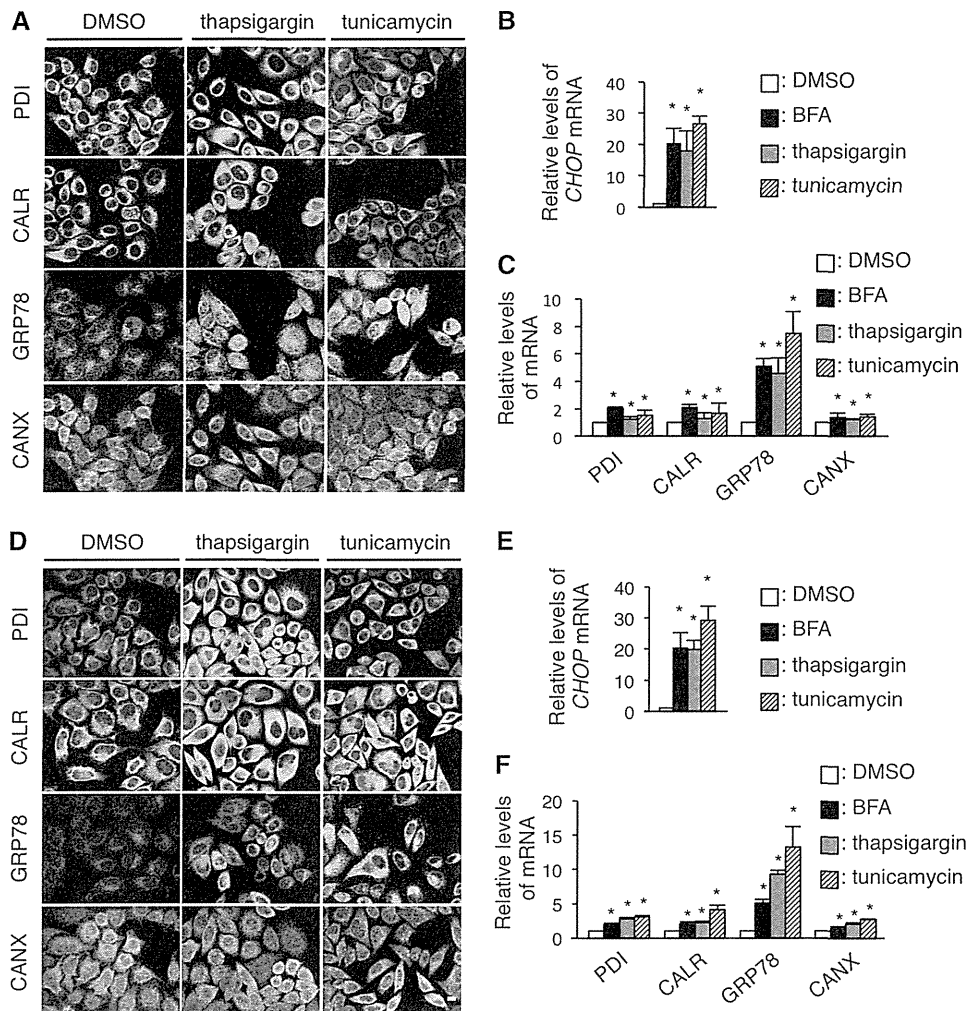 A
DMSO
thapsigargin
tunicamycin
PDI
CALR
GRP78
CANX
B
Relative levels of
CHOP mRNA
40
30
20
10
0
* * *
: DMSO
: BFA
: thapsigargin
: tunicamycin
C
Relative levels
of mRNA
10
8
6
4
2
0
* * *
* * *
* * *
* * *
PDI
CALR
GRP78
CANX
: DMSO
: BFA
: thapsigargin
: tunicamycin
D
DMSO
thapsigargin
tunicamycin
PDI
CALR
GRP78
CANX
E
Relative levels of
CHOP mRNA
40
30
20
10
0
* * *
: DMSO
: BFA
: thapsigargin
: tunicamycin
F
Relative levels
of mRNA
20
15
10
5
0
* * *
* * *
* * *
* * *
PDI
CALR
GRP78
CANX
: DMSO
: BFA
: thapsigargin
: tunicamycin